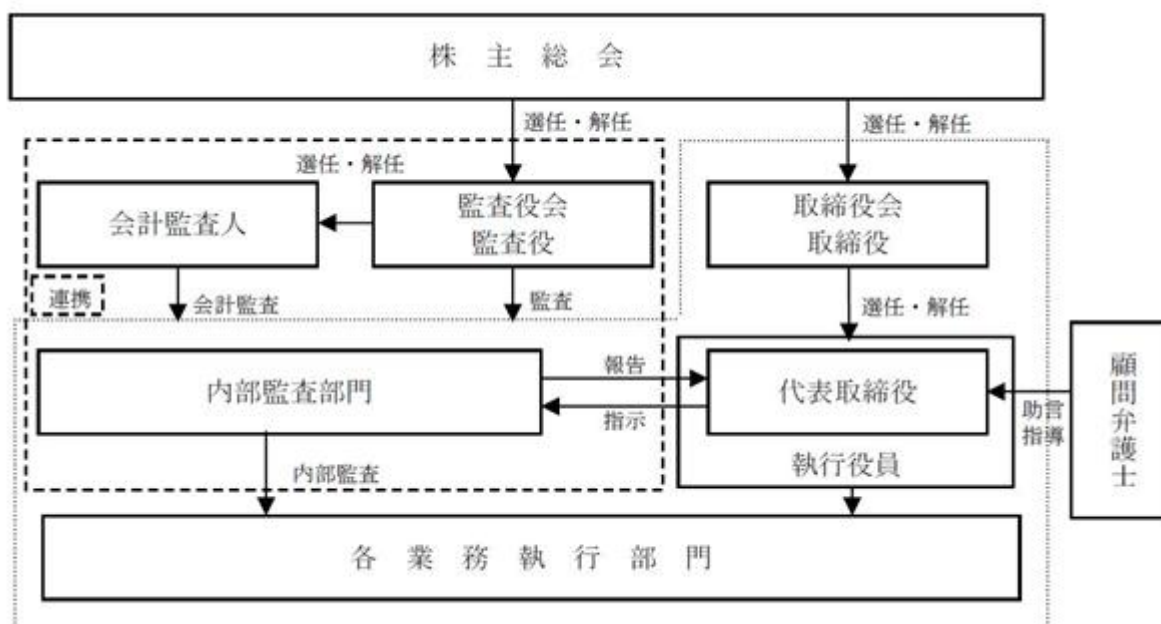 株主総会
選任・解任
選任・解任
選任・解任
会計監査人
監査役会
監査役
取締役会
取締役
連携
会計監査
監査
選任・解任
内部監査部門
報告
指示
代表取締役
執行役員
助言
指導
顧問弁護士
内部監査
各業務執行部門